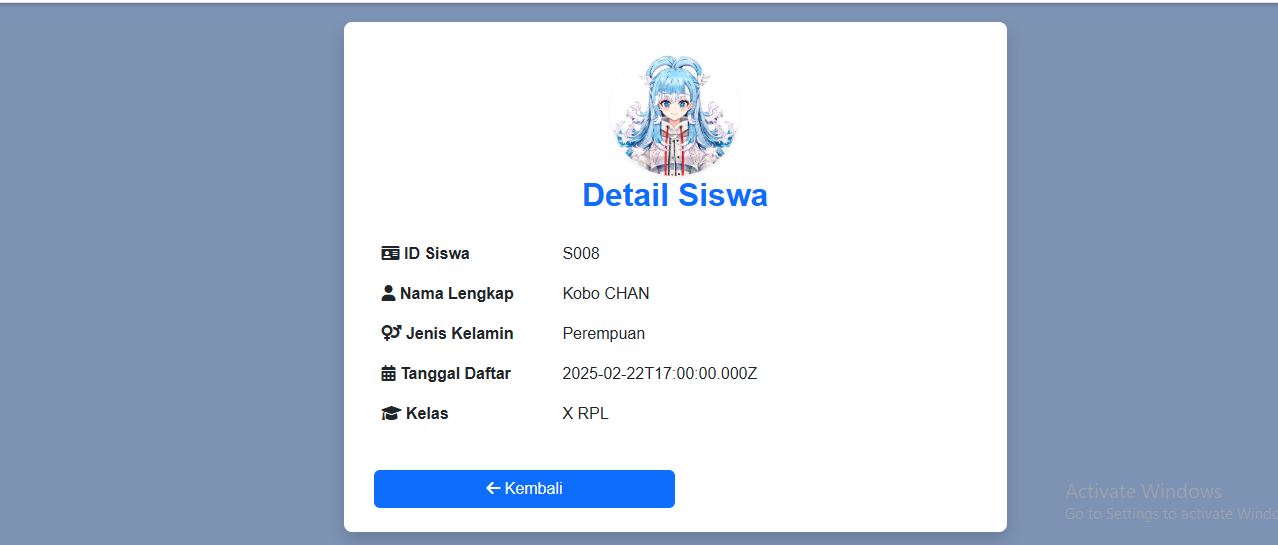 Detail Siswa
ID Siswa S008
Nama Lengkap Kobo CHAN
Jenis Kelamin Perempuan
Tanggal Daftar 2025-02-22T17:00:00.000Z
Kelas X RPL
Kembali
Activate Windows
Go to Settings to activate Windo